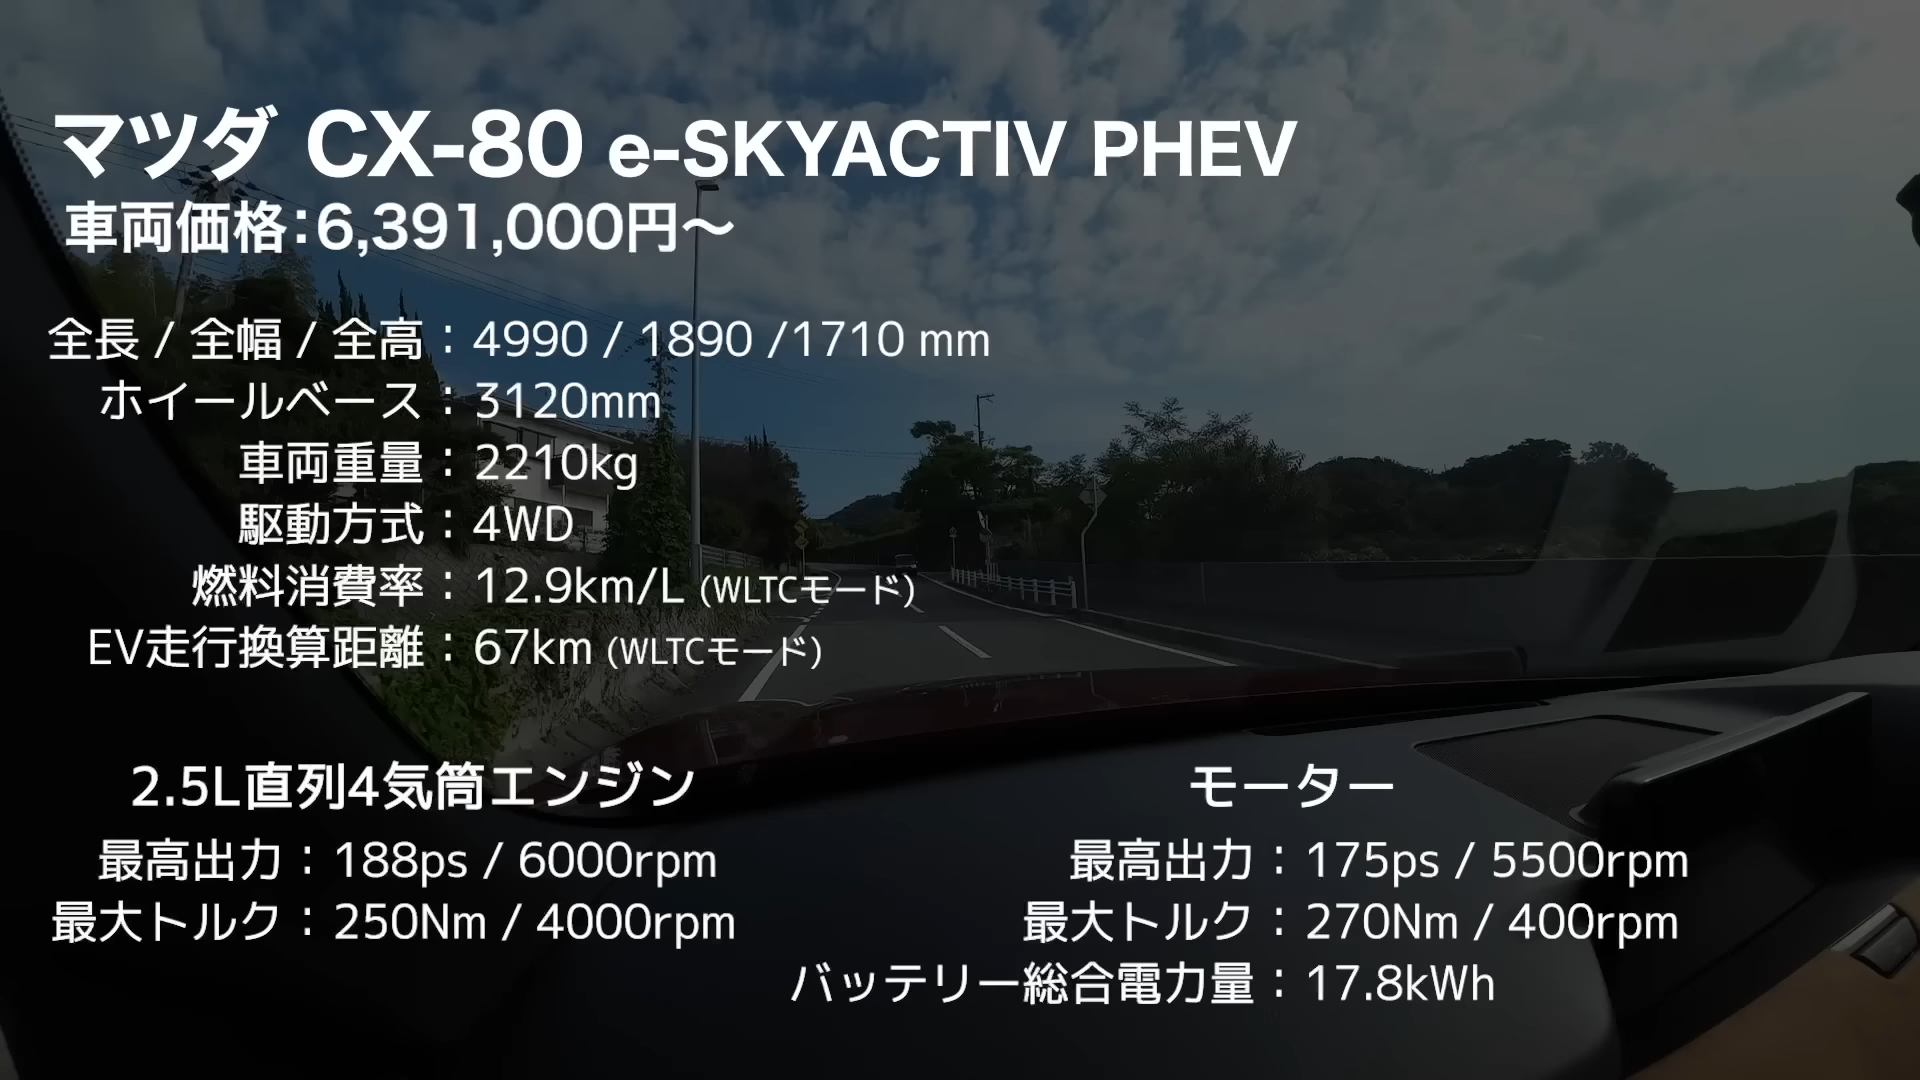 マツダ CX-80 e-SKYACTIV PHEV
車両価格:6,391,000円〜
全長 / 全幅 / 全高：4990 / 1890 /1710 mm
ホイールベース：3120mm
車両重量：2210kg
駆動方式：4WD
燃料消費率：12.9km/L (WLTCモード)
EV走行換算距離：67km (WLTCモード)
2.5L直列4気筒エンジン
最高出力：188ps / 6000rpm
最大トルク：250Nm / 4000rpm
モーター
最高出力：175ps / 5500rpm
最大トルク：270Nm / 400rpm
バッテリー総合電力量：17.8kWh